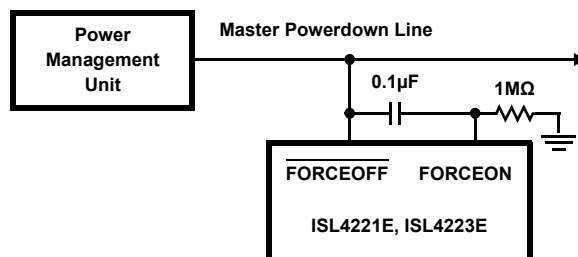 Power
Management
Unit
Master Powerdown Line
0.1µF
1MΩ
FORCEOFF
FORCEON
ISL4221E, ISL4223E